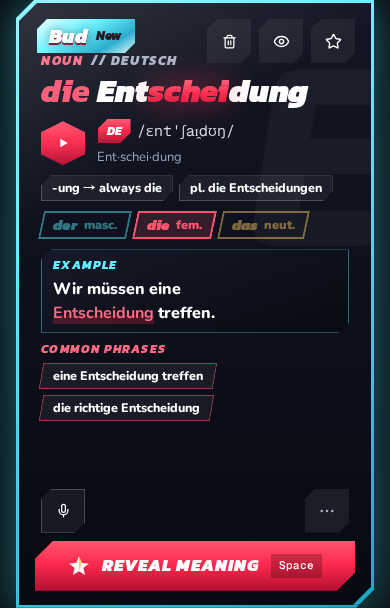 Bud New
NOUN // DEUTSCH
die Entscheidung
DE /ɛntˈʃaɪ̯dʊŋ/
Ent·schei·dung
-ung → always die pl. die Entscheidungen
der masc. die fem. das neut.
EXAMPLE
Wir müssen eine
Entscheidung treffen.
COMMON PHRASES
eine Entscheidung treffen
die richtige Entscheidung
REVEAL MEANING Space